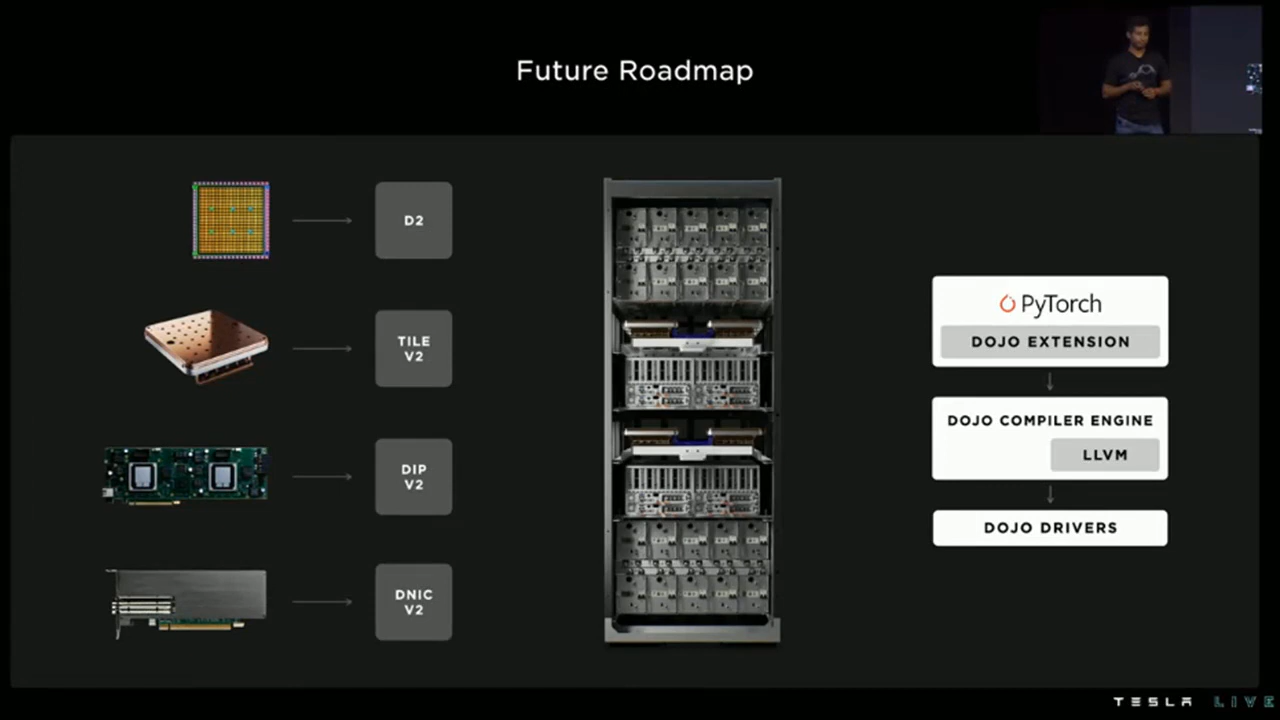 Future Roadmap
D2
TILE
V2
DIP
V2
DNIC
V2
PyTorch
DOJO EXTENSION
DOJO COMPILER ENGINE
LLVM
DOJO DRIVERS
TESLA LIVE